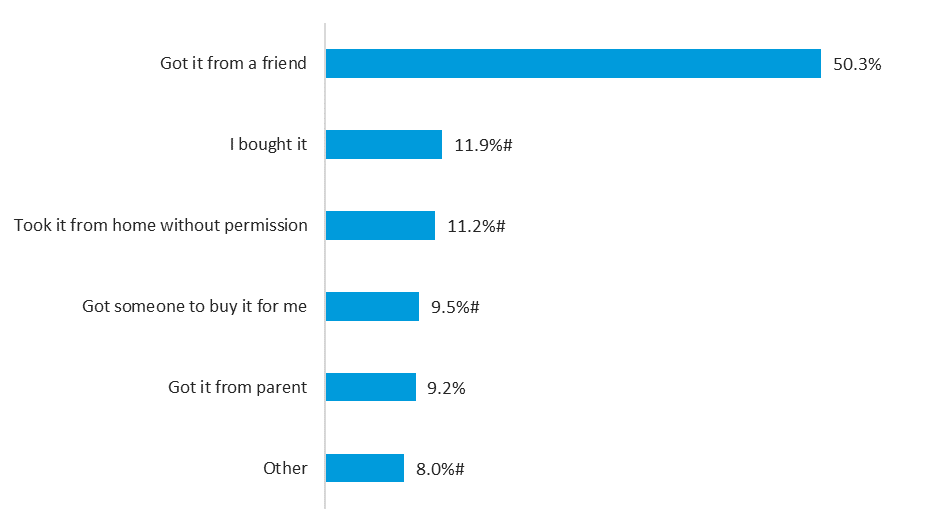 Got it from a friend 50.3%
I bought it 11.9%#
Took it from home without permission 11.2%#
Got someone to buy it for me 9.5%#
Got it from parent 9.2%
Other 8.0%#